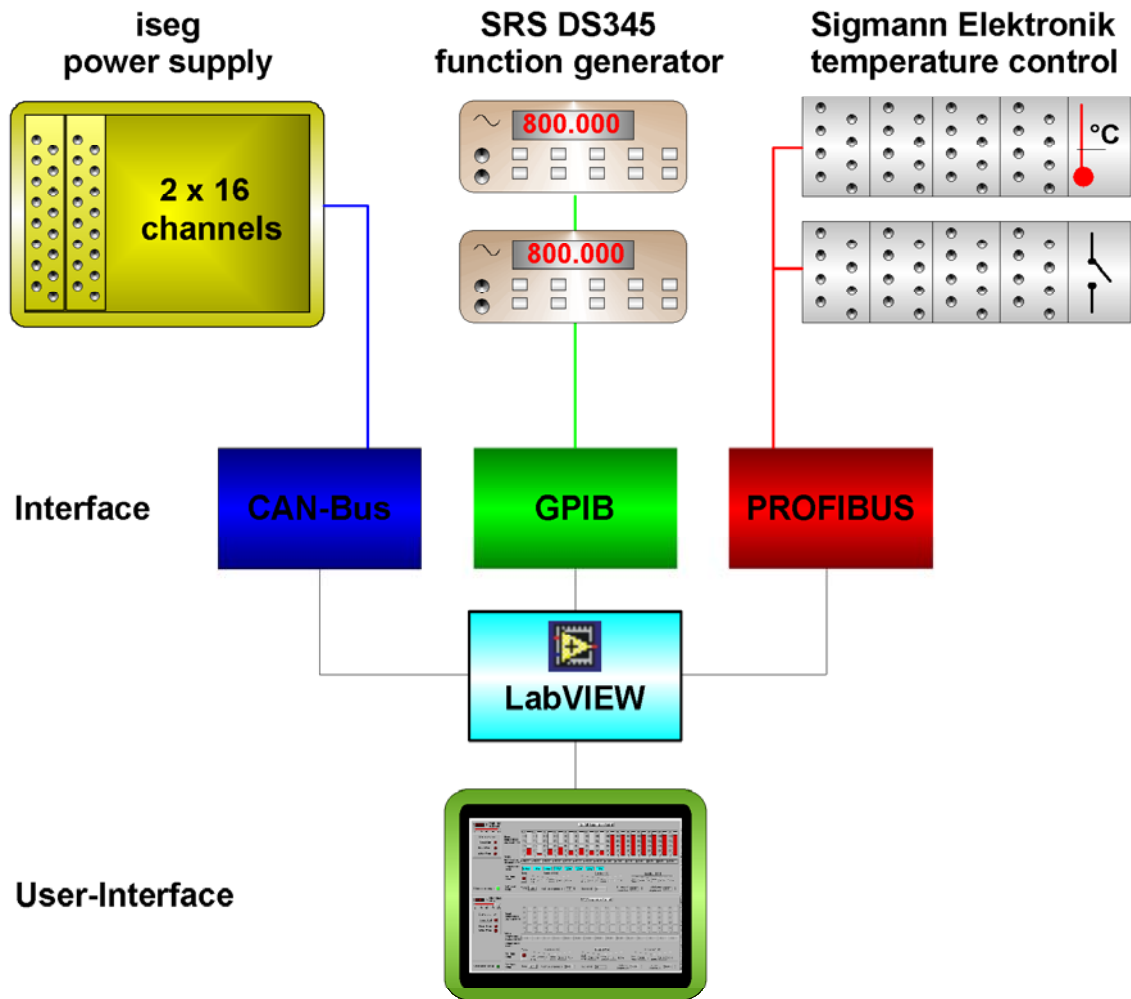 iseg
power supply
SRS DS345
function generator
Sigmann Elektronik
temperature control
800.000
°C
2 x 16
channels
800.000
Interface
CAN-Bus
GPIB
PROFIBUS
LabVIEW
User-Interface